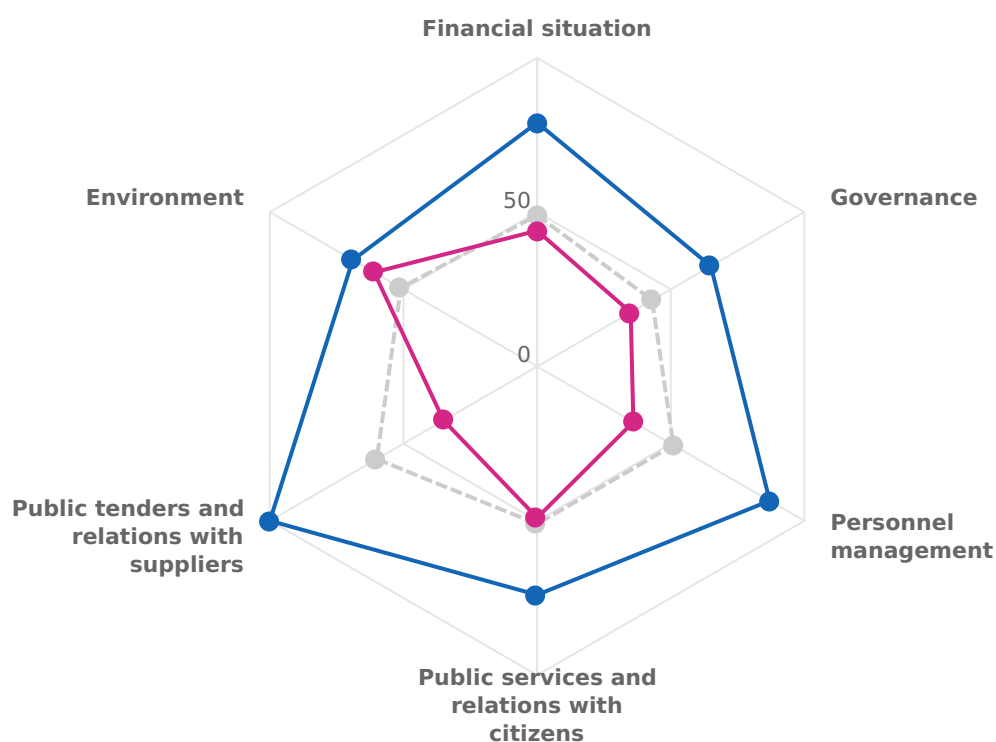 Financial situation
Environment
50
Governance
0
Public tenders and
relations with
suppliers
Personnel
management
Public services and
relations with
citizens